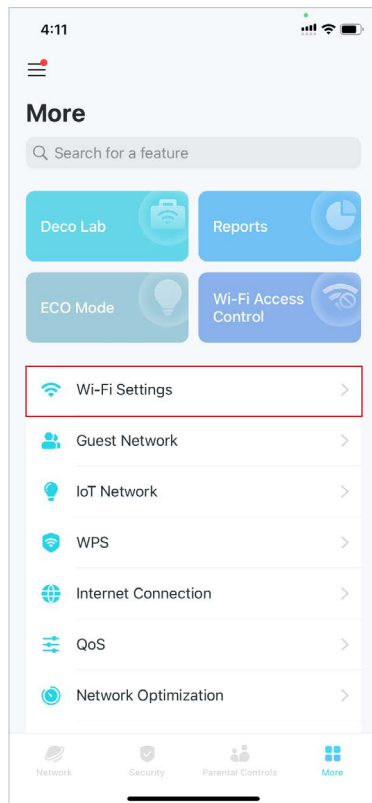 4:11
More
Search for a feature
Deco Lab
Reports
ECO Mode
Wi-Fi Access
Control
Wi-Fi Settings
Guest Network
IoT Network
WPS
Internet Connection
QoS
Network Optimization
Network
Security
Parental Controls
More